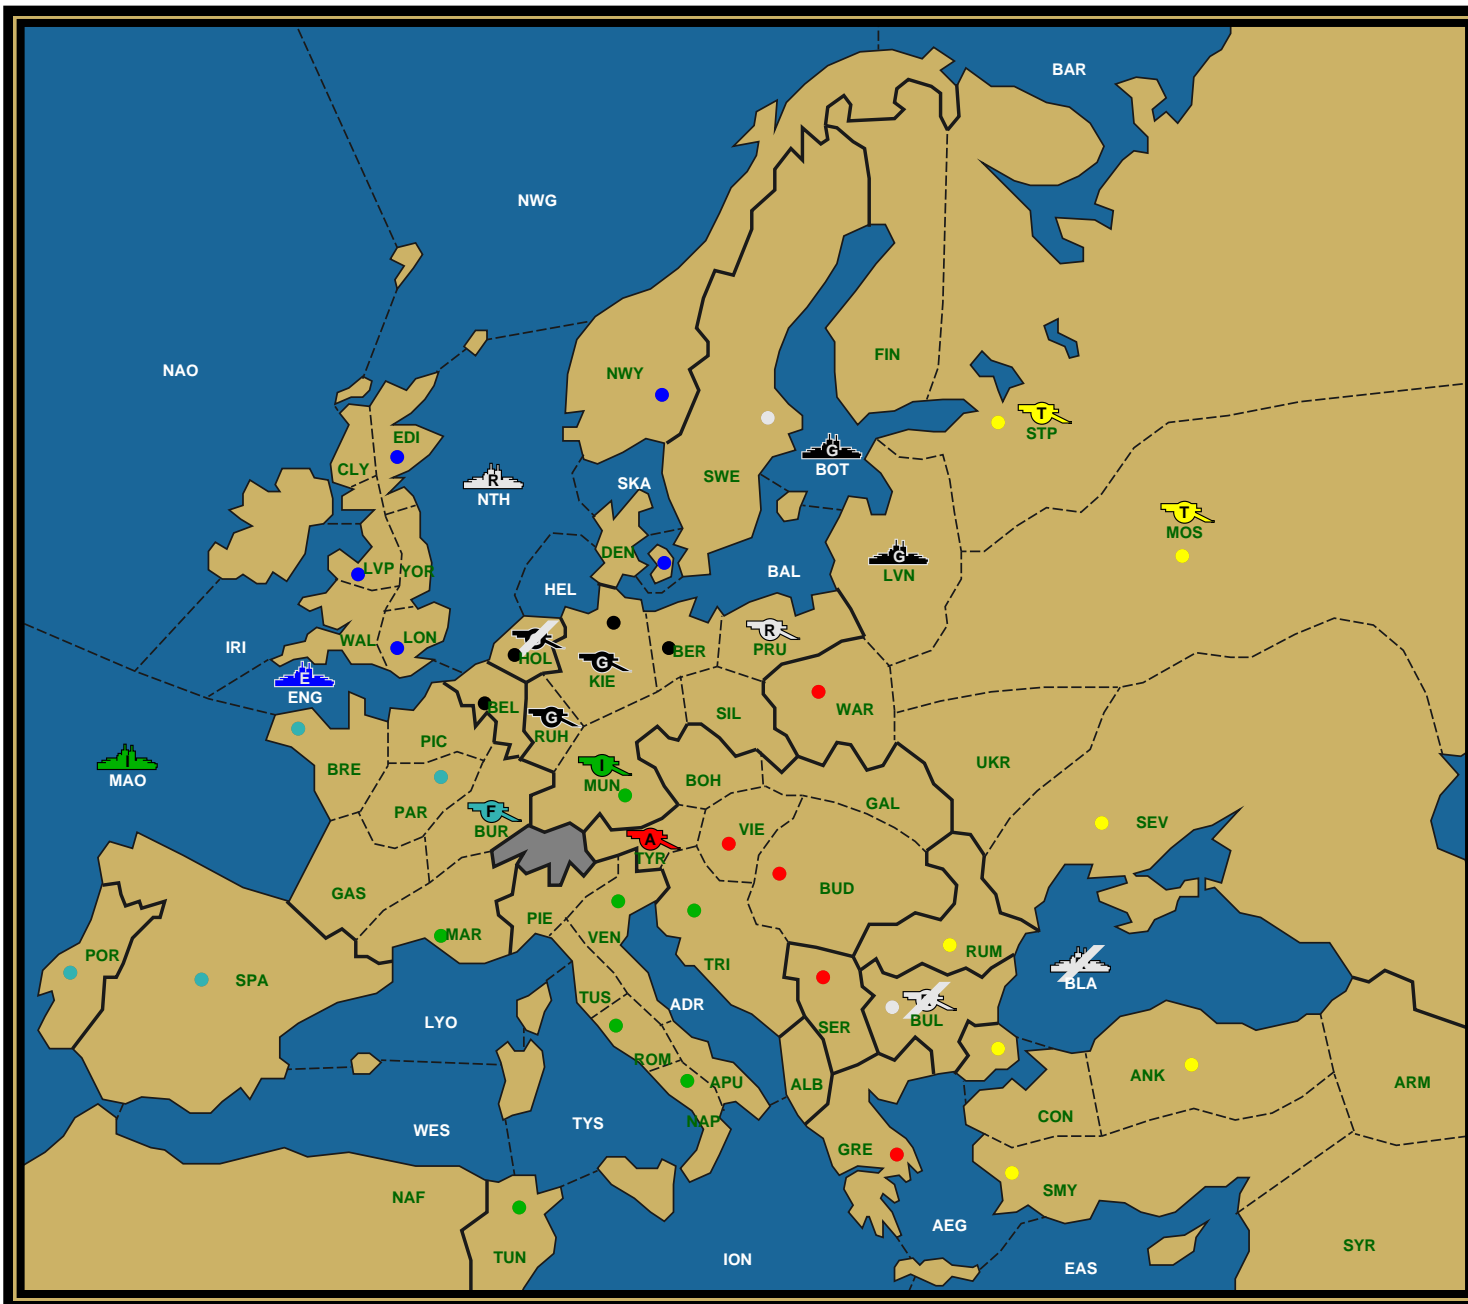 BAR
NWG
NAO
FIN
NWY
T
STP
EDI
CLY
G
BOT
SWE
SKA
R
NTH
T
MOS
DEN
G
LVN
LVP
YOR
BAL
HEL
R
PRU
WAL
LON
IRI
HOL
BER
G
KIE
E
ENG
BEL
G
RUH
SIL
WAR
PIC
I
MAO
BRE
I
MUN
BOH
UKR
GAL
PAR
F
BUR
VIE
SEV
A
TYR
BUD
GAS
PIE
MAR
VEN
POR
SPA
TRI
RUM
BLA
TUS
ADR
LYO
SER
BUL
ROM
APU
ALB
ANK
ARM
CON
NAP
WES
TYS
GRE
NAF
SMY
AEG
TUN
ION
EAS
SYR